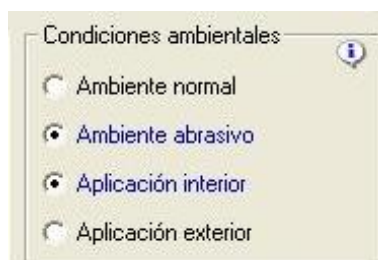 Condiciones ambientales
Ambiente normal
Ambiente abrasivo
Aplicación interior
Aplicación exterior